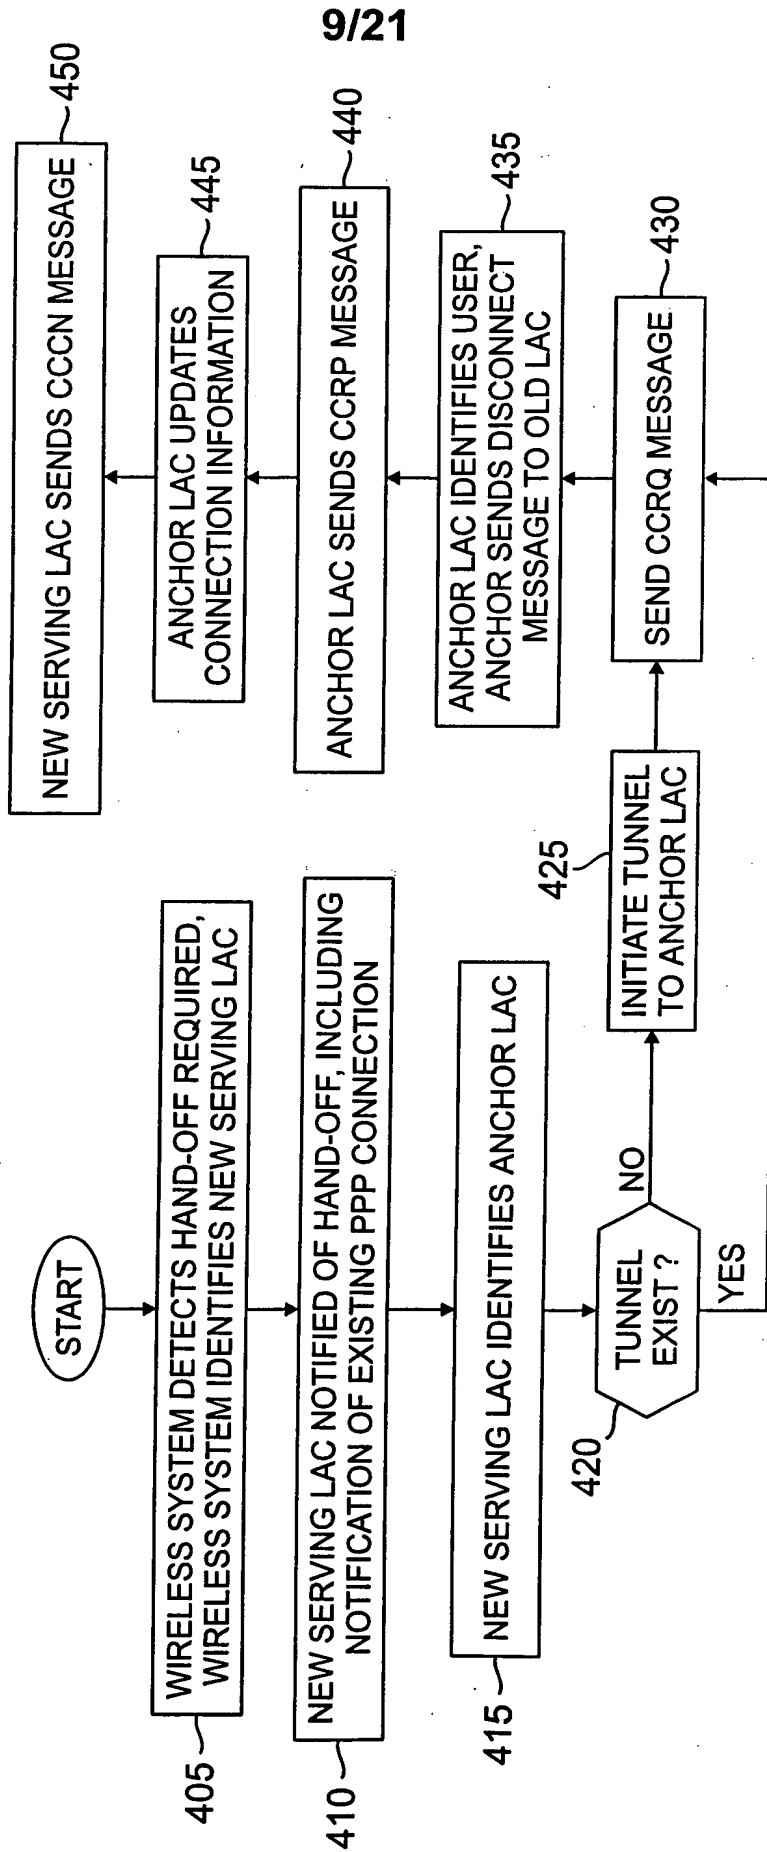 9/21
START
WIRELESS SYSTEM DETECTS HAND-OFF REQUIRED,
WIRELESS SYSTEM IDENTIFIES NEW SERVING LAC
405
NEW SERVING LAC NOTIFIED OF HAND-OFF, INCLUDING
NOTIFICATION OF EXISTING PPP CONNECTION
410
NEW SERVING LAC IDENTIFIES ANCHOR LAC
415
TUNNEL
EXIST ?
420
NO
YES
425
INITIATE TUNNEL
TO ANCHOR LAC
SEND CCRQ MESSAGE
430
ANCHOR LAC IDENTIFIES USER,
ANCHOR SENDS DISCONNECT
MESSAGE TO OLD LAC
435
ANCHOR LAC SENDS CCRP MESSAGE
440
ANCHOR LAC UPDATES
CONNECTION INFORMATION
445
NEW SERVING LAC SENDS CCCN MESSAGE
450